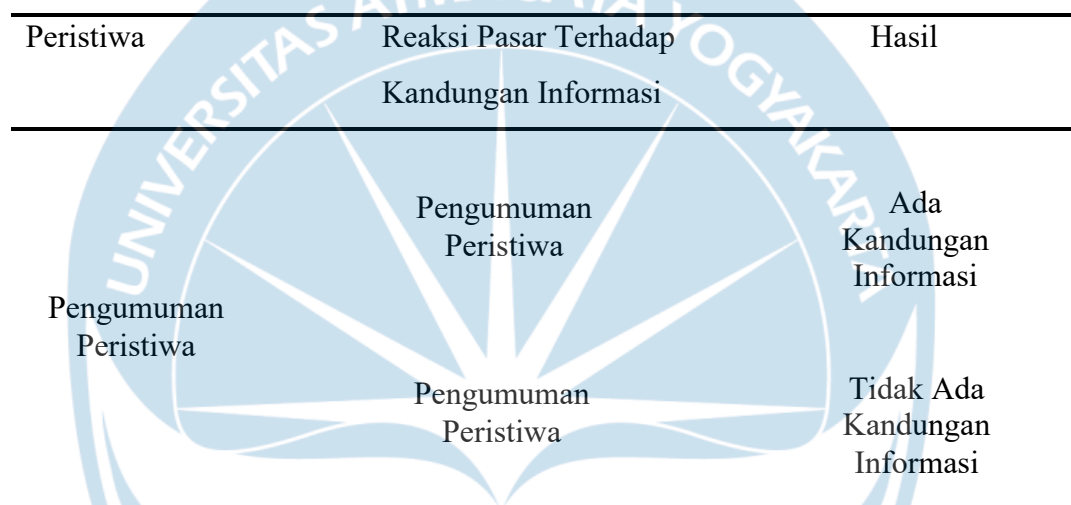 Peristiwa
Reaksi Pasar Terhadap
Kandungan Informasi
Hasil
Pengumuman
Peristiwa
Pengumuman
Peristiwa
Ada
Kandungan
Informasi
Pengumuman
Peristiwa
Tidak Ada
Kandungan
Informasi